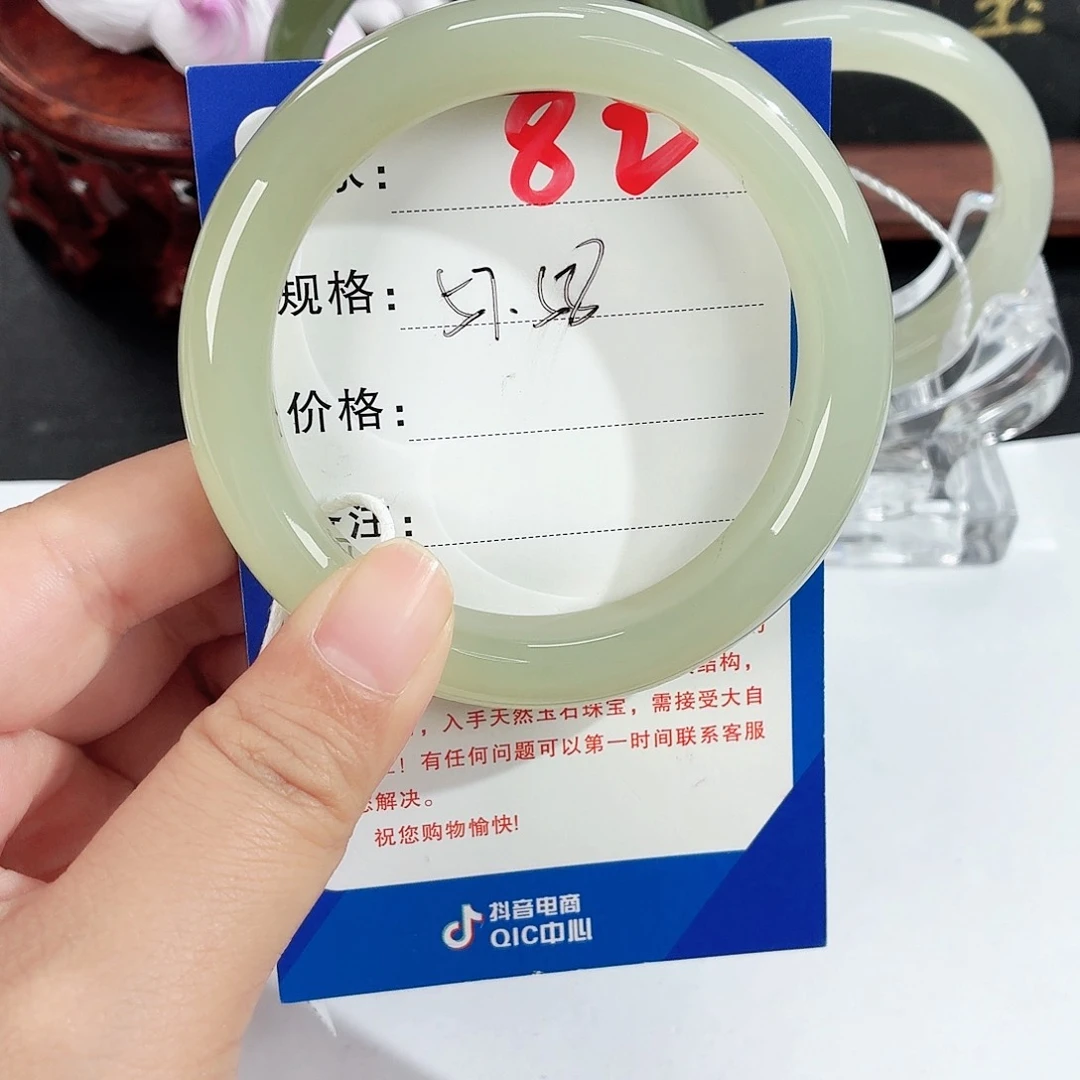 82
规格:
价格:
注:
结构,
入手天然玉石珠宝,需接受大自
!有任何问题可以第一时间联系客服
解决。
祝您购物愉快!
抖音电商
QIC中心